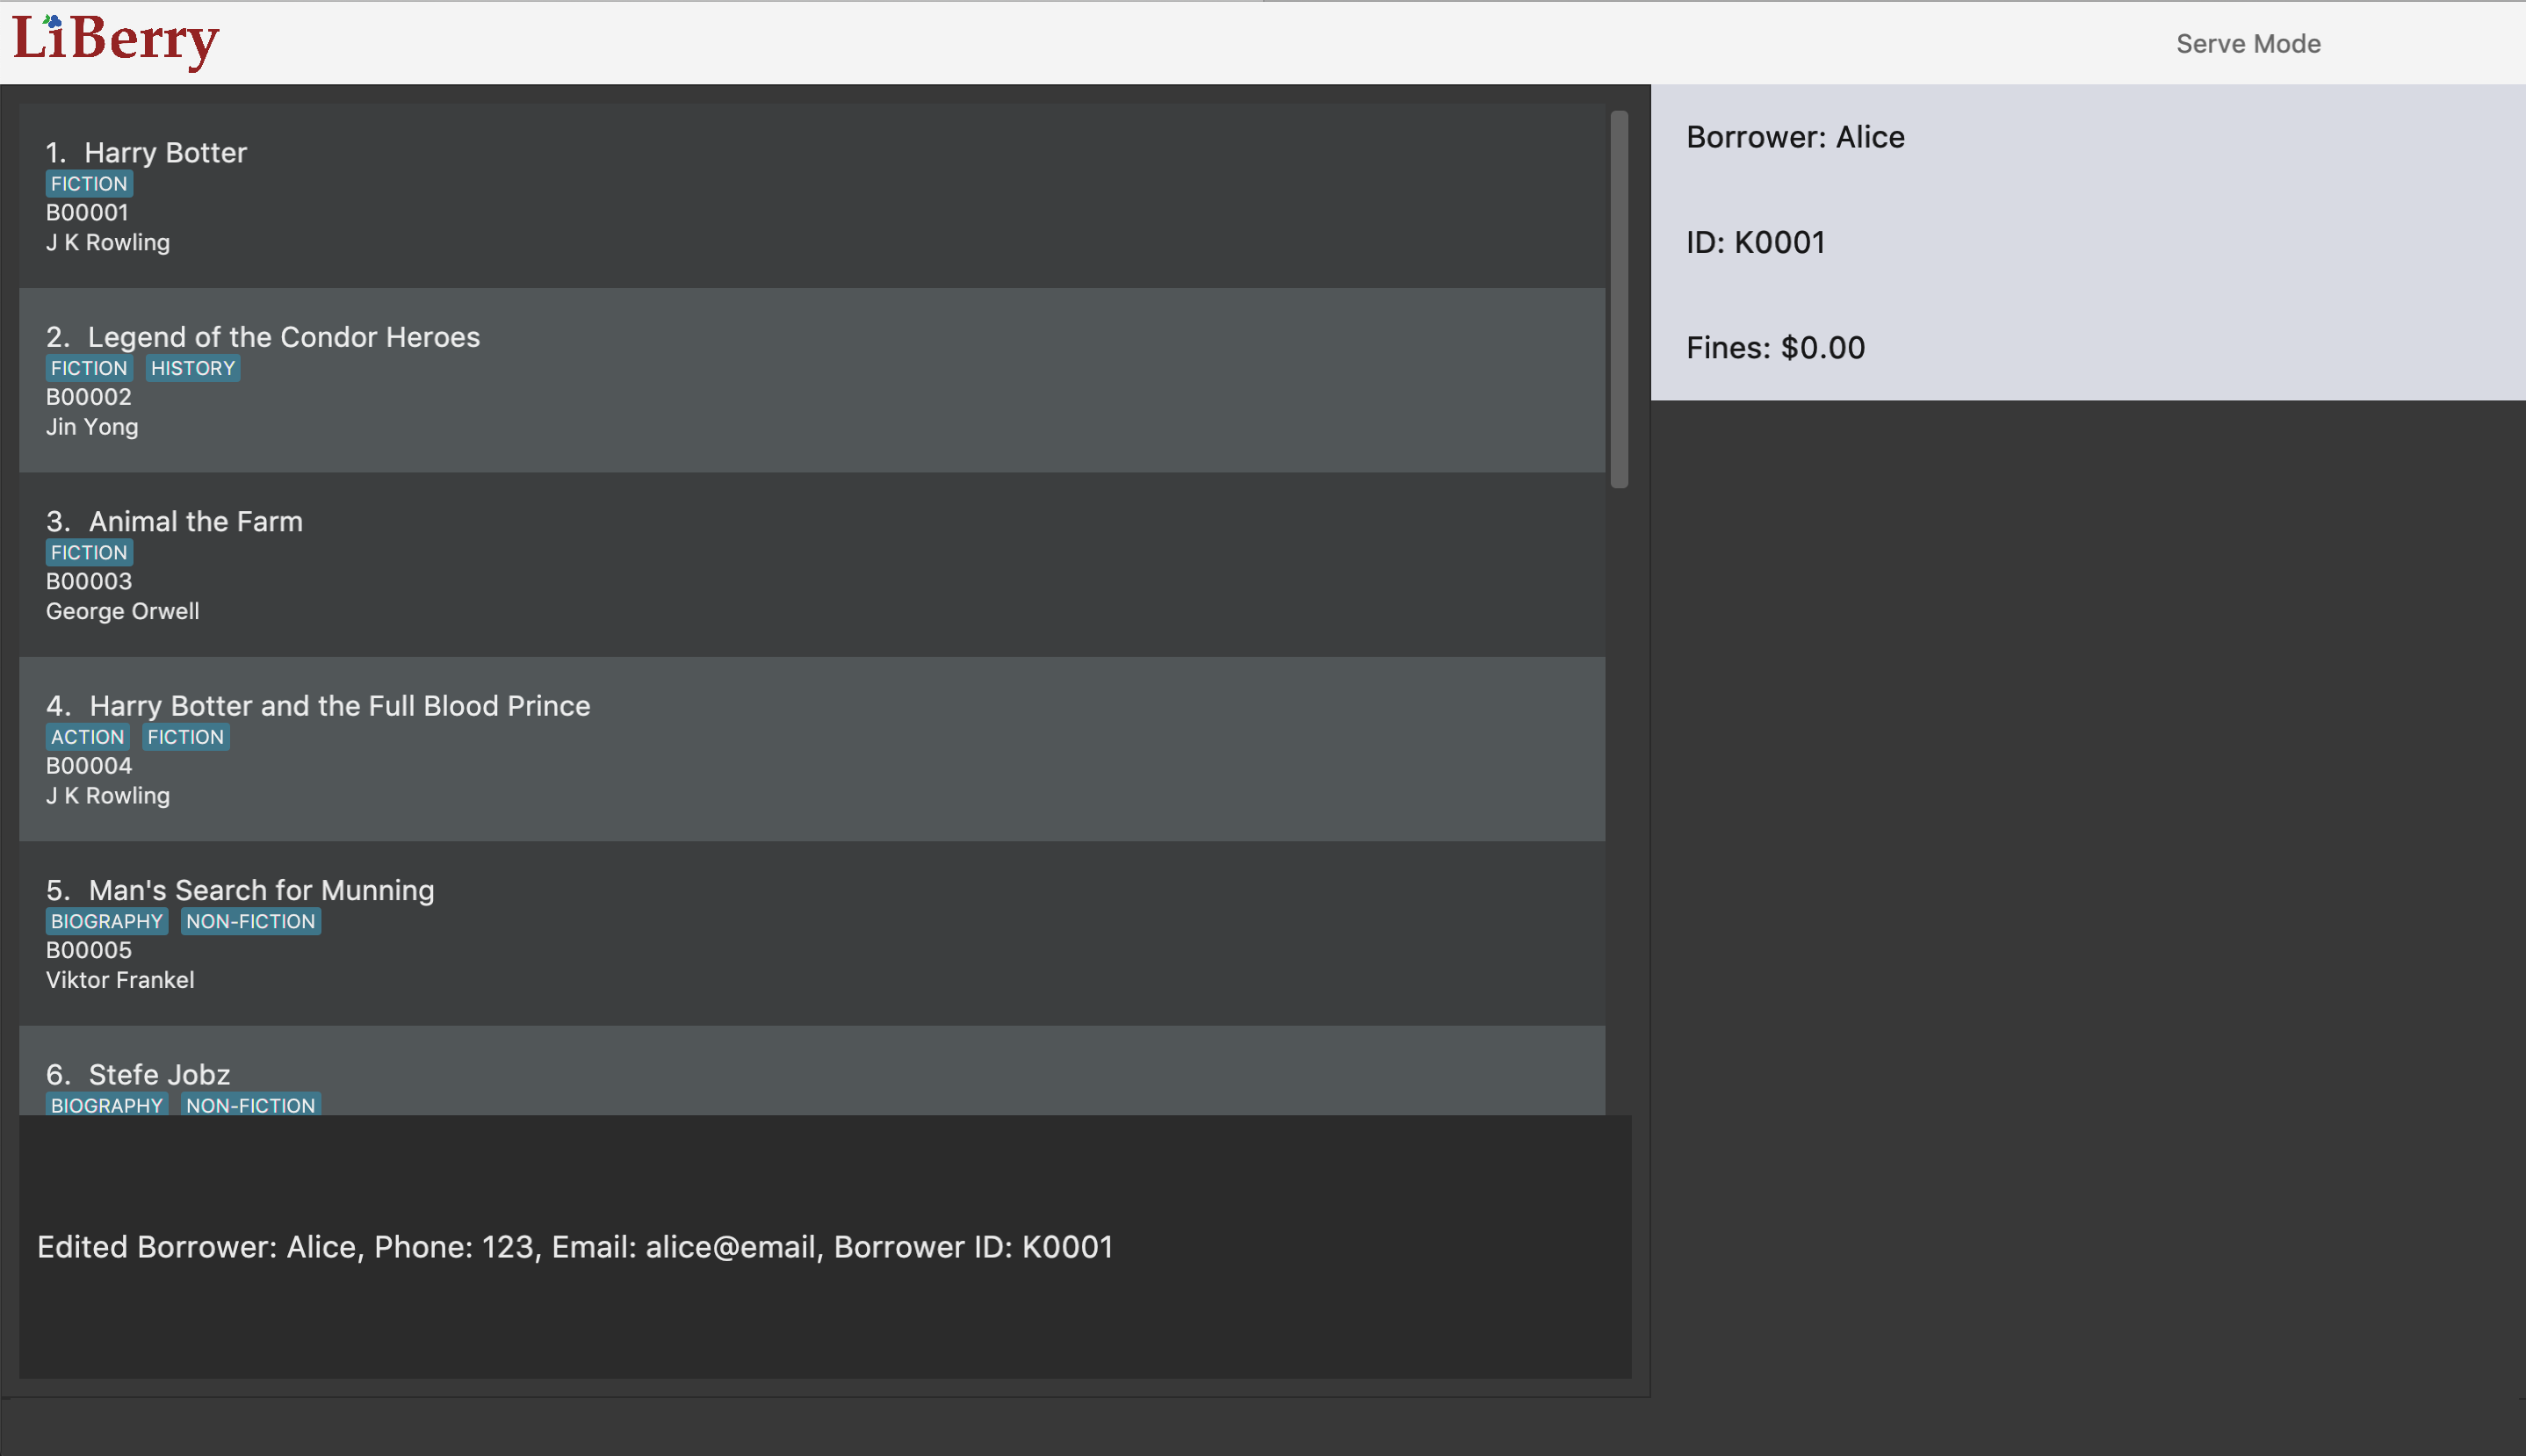 LiBerry
Serve Mode
1. Harry Botter
FICTION
B00001
J K Rowling
2. Legend of the Condor Heroes
FICTION HISTORY
B00002
Jin Yong
3. Animal the Farm
FICTION
B00003
George Orwell
4. Harry Botter and the Full Blood Prince
ACTION FICTION
B00004
J K Rowling
5. Man's Search for Munning
BIOGRAPHY NON-FICTION
B00005
Viktor Frankel
6. Stefe Jobz
BIOGRAPHY NON-FICTION
Edited Borrower: Alice, Phone: 123, Email: alice@email, Borrower ID: K0001
Borrower: Alice
ID: K0001
Fines: $0.00